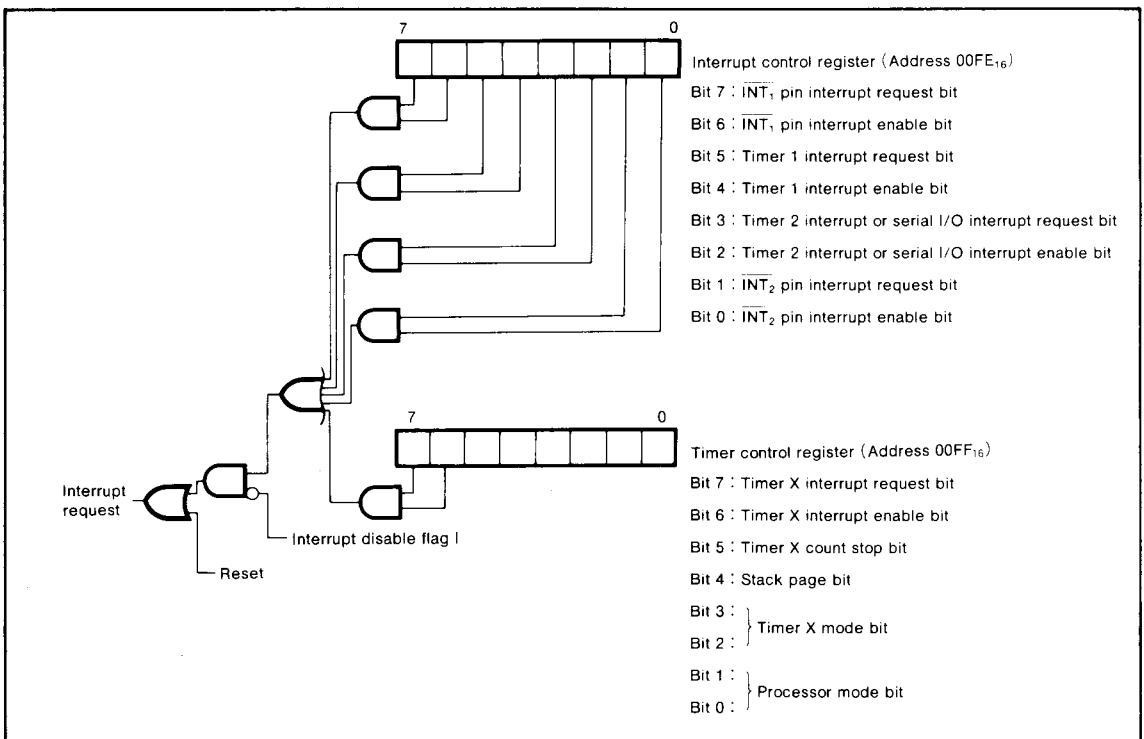 7 0
Interrupt control register (Address 00FE₁₆)
Bit 7 : I̅N̅T̅₁ pin interrupt request bit
Bit 6 : I̅N̅T̅₁ pin interrupt enable bit
Bit 5 : Timer 1 interrupt request bit
Bit 4 : Timer 1 interrupt enable bit
Bit 3 : Timer 2 interrupt or serial I/O interrupt request bit
Bit 2 : Timer 2 interrupt or serial I/O interrupt enable bit
Bit 1 : I̅N̅T̅₂ pin interrupt request bit
Bit 0 : I̅N̅T̅₂ pin interrupt enable bit
7 0
Timer control register (Address 00FF₁₆)
Bit 7 : Timer X interrupt request bit
Bit 6 : Timer X interrupt enable bit
Bit 5 : Timer X count stop bit
Bit 4 : Stack page bit
Bit 3 :
Timer X mode bit
Bit 2 :
Bit 1 :
Processor mode bit
Bit 0 :
Interrupt
request
Interrupt disable flag I
Reset